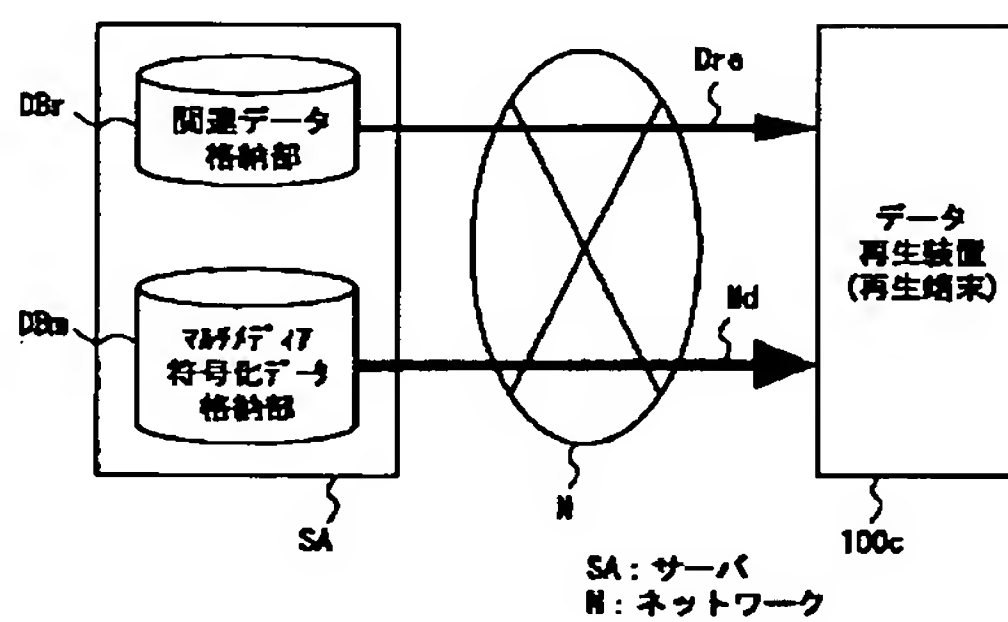 DBr
関連データ
格納部
DBm
マルチメディア
符号化データ
格納部
SA
N
Dra
Md
データ
再生装置
(再生端末)
100c
SA:サーバ
N:ネットワーク